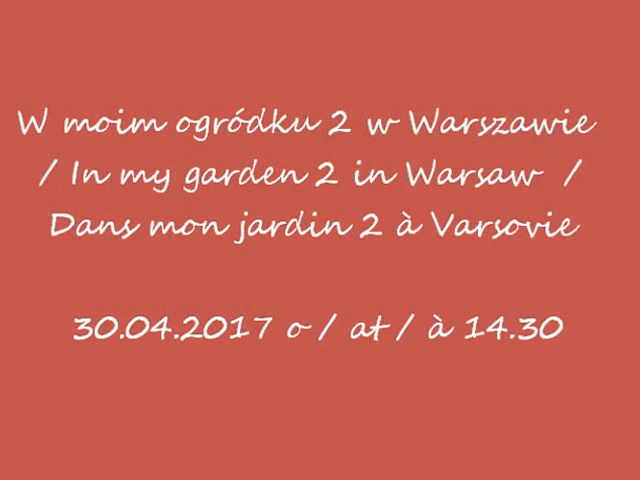 W moim ogródku 2 w Warszawie
/ In my garden 2 in Warsaw /
Dans mon jardin 2 à Varsovie
30.04.2017 o / at / à 14.30